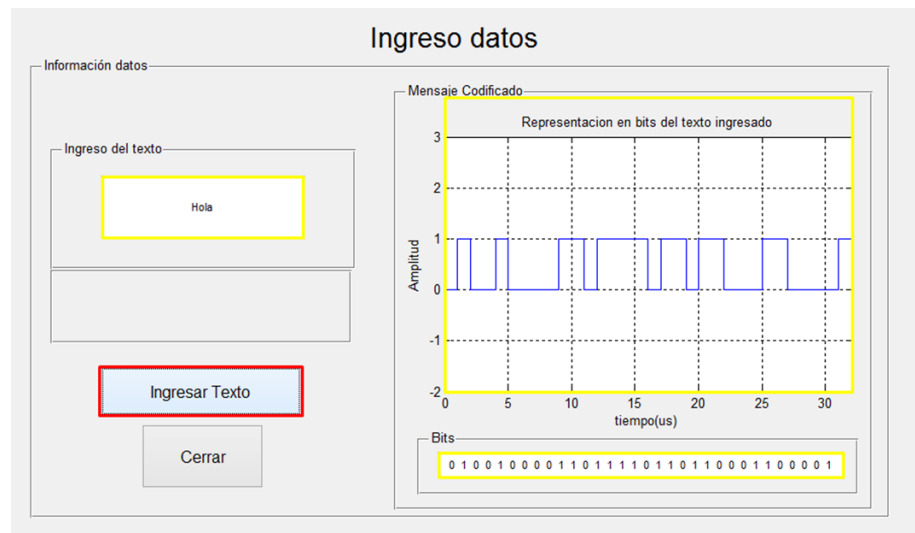 Ingreso datos
Información datos
Ingreso del texto
Hola
Ingresar Texto
Cerrar
Mensaje Codificado
Representacion en bits del texto ingresado
Amplitud
3
2
1
0
-1
-2
0 5 10 15 20 25 30
tiempo(us)
Bits
0 1 0 0 1 0 0 0 0 1 1 0 1 1 1 1 0 1 1 0 1 1 0 0 0 1 1 0 0 0 0 1